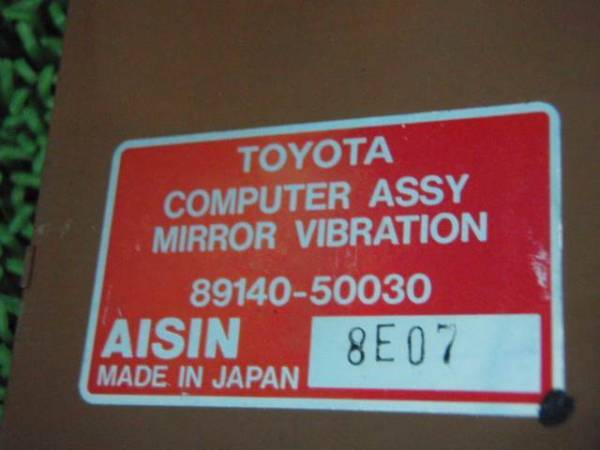 TOYOTA
COMPUTER ASSY
MIRROR VIBRATION
89140-50030
AISIN 8E07
MADE IN JAPAN